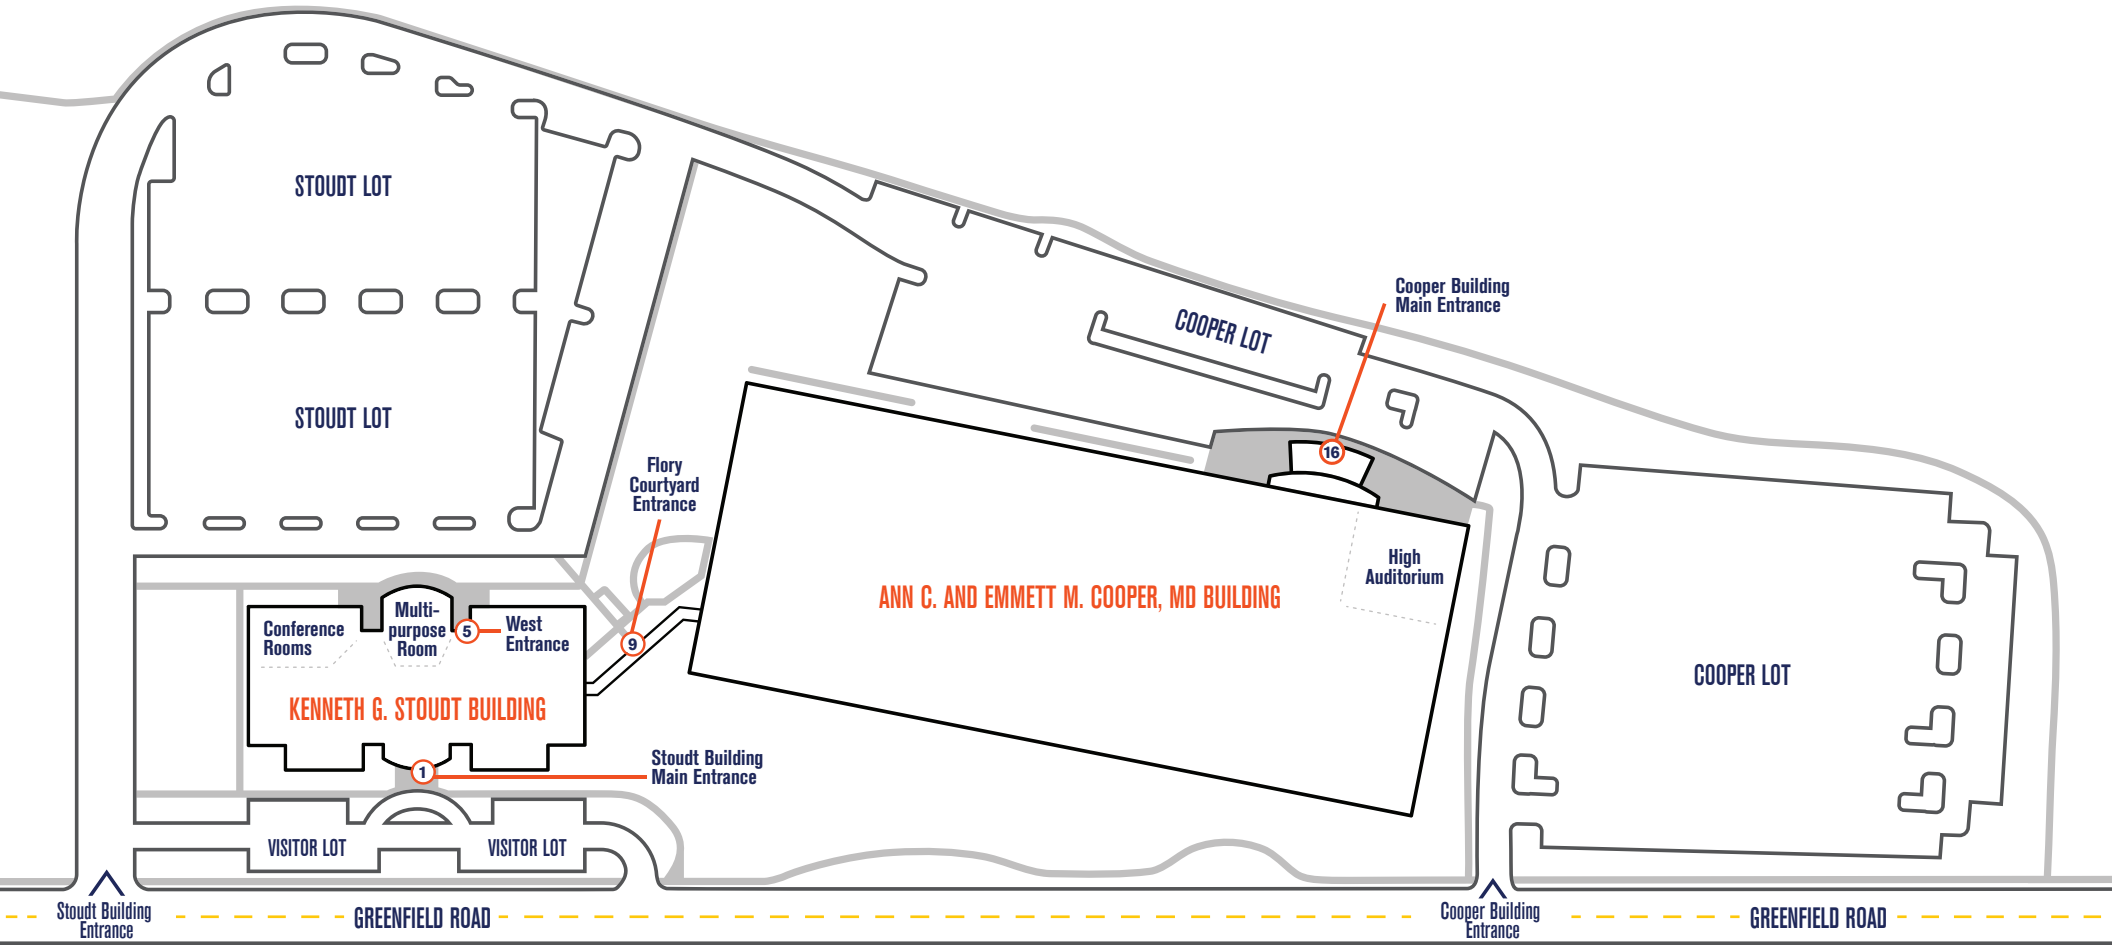 STOUDT LOT
STOUDT LOT
COOPER LOT
Cooper Building
Main Entrance
16
Flory
Courtyard
Entrance
9
High
Auditorium
ANN C. AND EMMETT M. COOPER, MD BUILDING
Conference
Rooms
Multi-
purpose
Room
5
West
Entrance
KENNETH G. STOUDT BUILDING
COOPER LOT
1
Stoudt Building
Main Entrance
VISITOR LOT
VISITOR LOT
Stoudt Building
Entrance
GREENFIELD ROAD
Cooper Building
Entrance
GREENFIELD ROAD